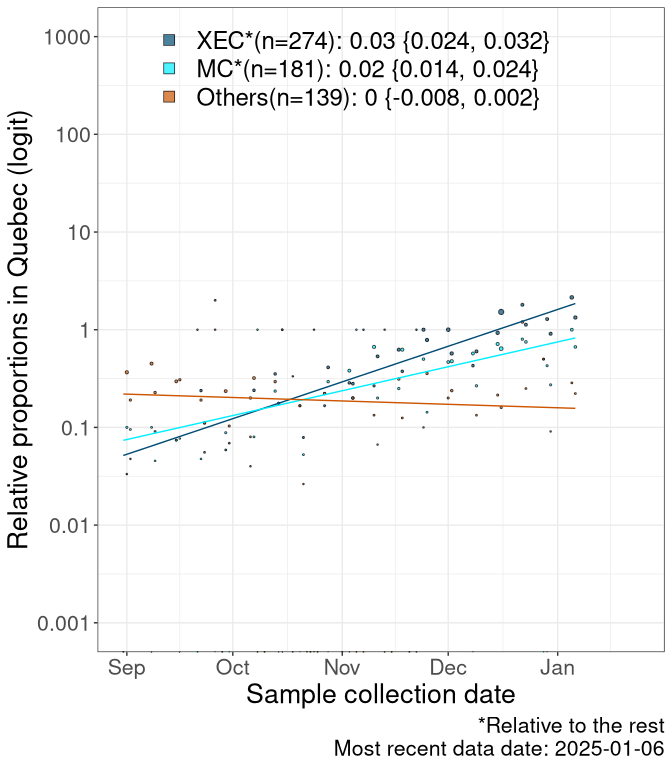 XEC*(n=274): 0.03 {0.024, 0.032}
MC*(n=181): 0.02 {0.014, 0.024}
Others(n=139): 0 {-0.008, 0.002}
Relative proportions in Quebec (logit)
1000
100
10
1
0.1
0.01
0.001
Sep Oct Nov Dec Jan
Sample collection date
*Relative to the rest
Most recent data date: 2025-01-06